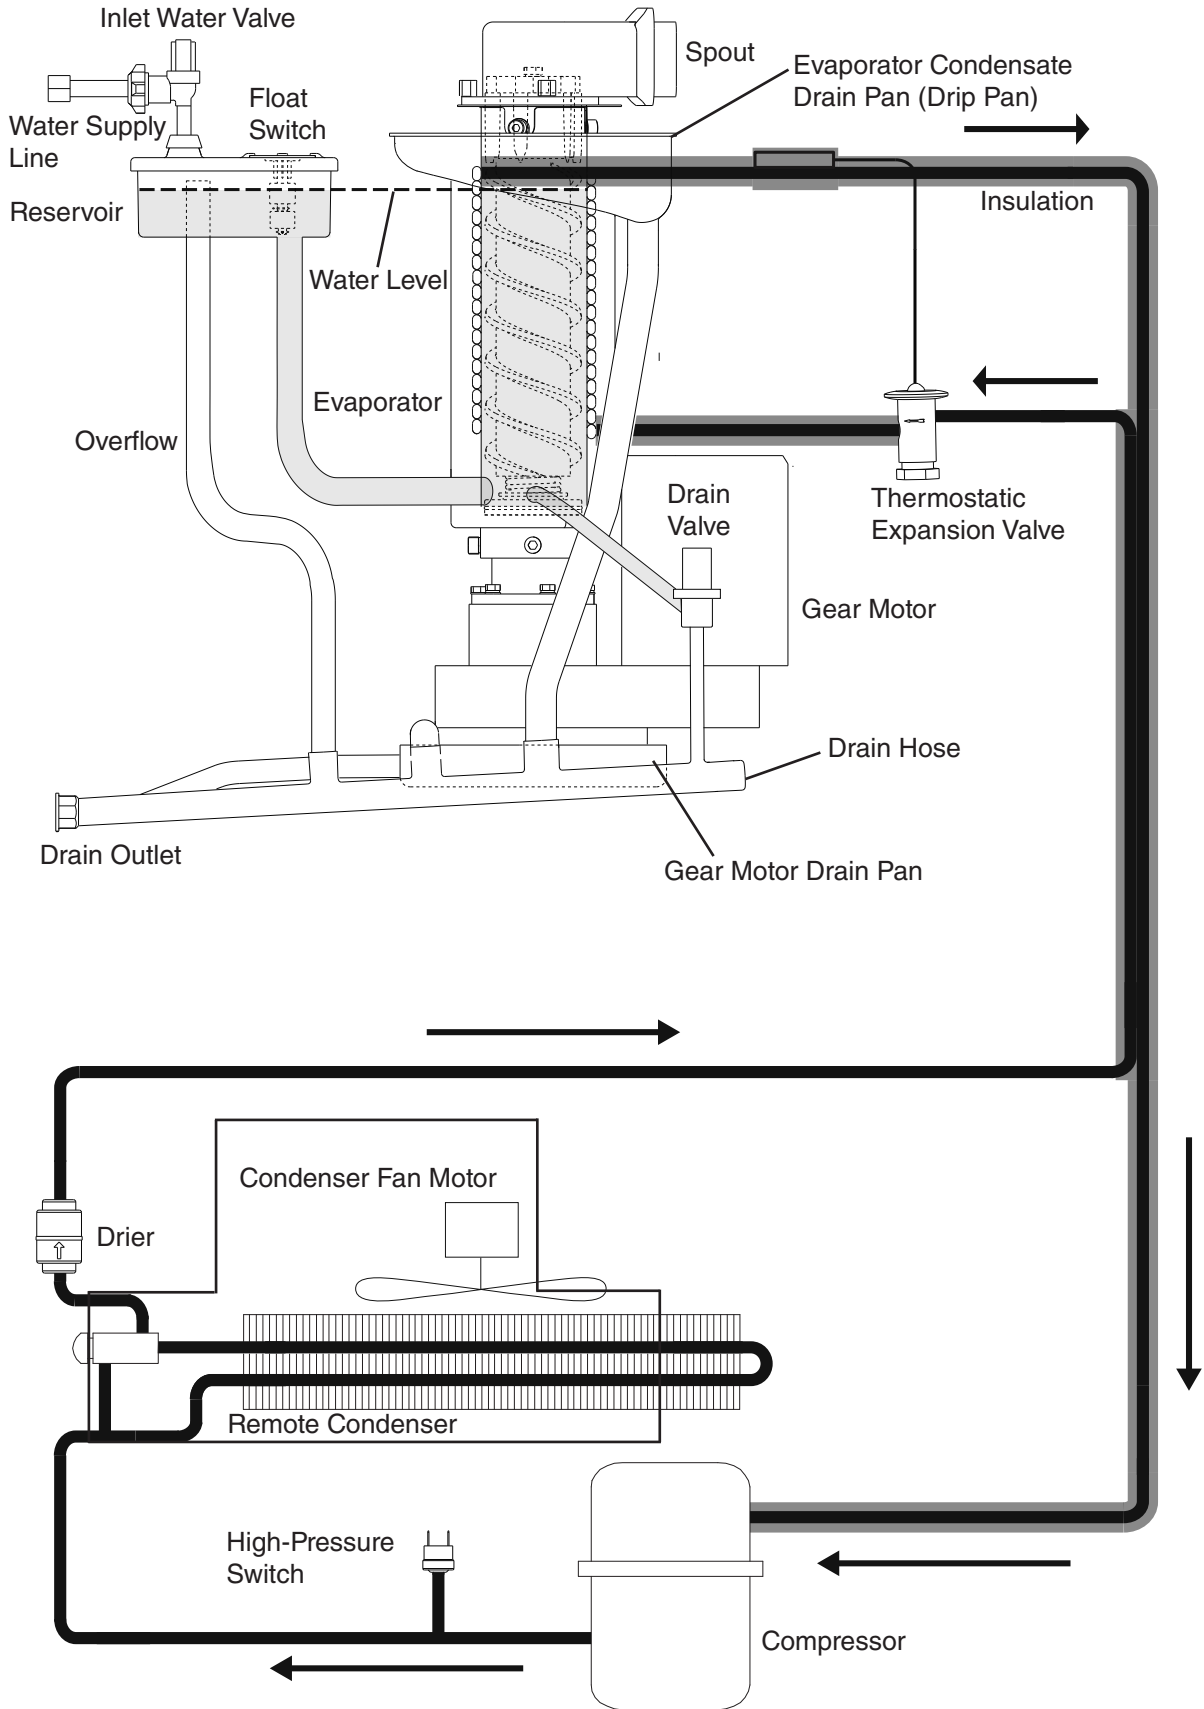 Inlet Water Valve
Spout
Evaporator Condensate
Drain Pan (Drip Pan)
Float
Switch
Water Supply
Line
Reservoir
Insulation
Water Level
Evaporator
Overflow
Drain
Valve
Thermostatic
Expansion Valve
Gear Motor
Drain Hose
Drain Outlet
Gear Motor Drain Pan
Condenser Fan Motor
Drier
Remote Condenser
High-Pressure
Switch
Compressor